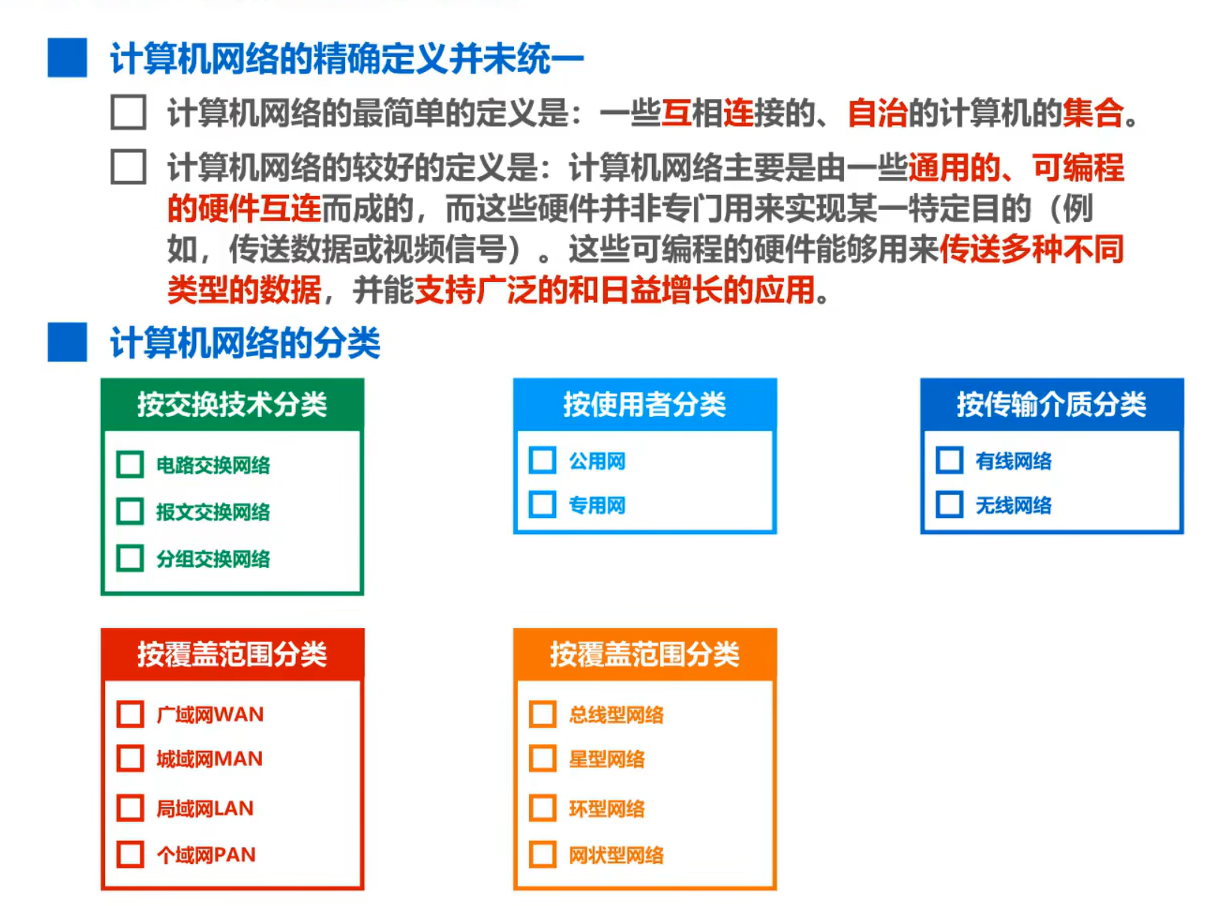 计算机网络的精确定义并未统一
计算机网络的最简单的定义是：一些互相连接的、自治的计算机的集合。
计算机网络的较好的定义是：计算机网络主要是由一些通用的、可编程
的硬件互连而成的，而这些硬件并非专门用来实现某一特定目的（例
如，传送数据或视频信号）。这些可编程的硬件能够用来传送多种不同
类型的数据，并能支持广泛的和日益增长的应用。
计算机网络的分类
按交换技术分类
电路交换网络
报文交换网络
分组交换网络
按使用者分类
公用网
专用网
按传输介质分类
有线网络
无线网络
按覆盖范围分类
广域网WAN
城域网MAN
局域网LAN
个域网PAN
按覆盖范围分类
总线型网络
星型网络
环型网络
网状型网络